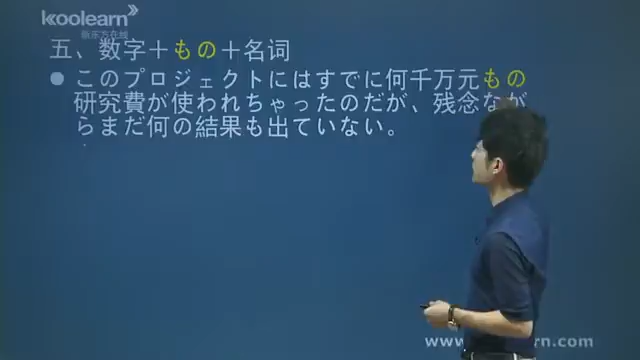 koolearn
新东方在线
五、数字＋もの＋名词
● このプロジェクトにはすでに何千万元もの
研究費が使われちゃったのだが、残念なが
らまだ何の結果も出ていない。